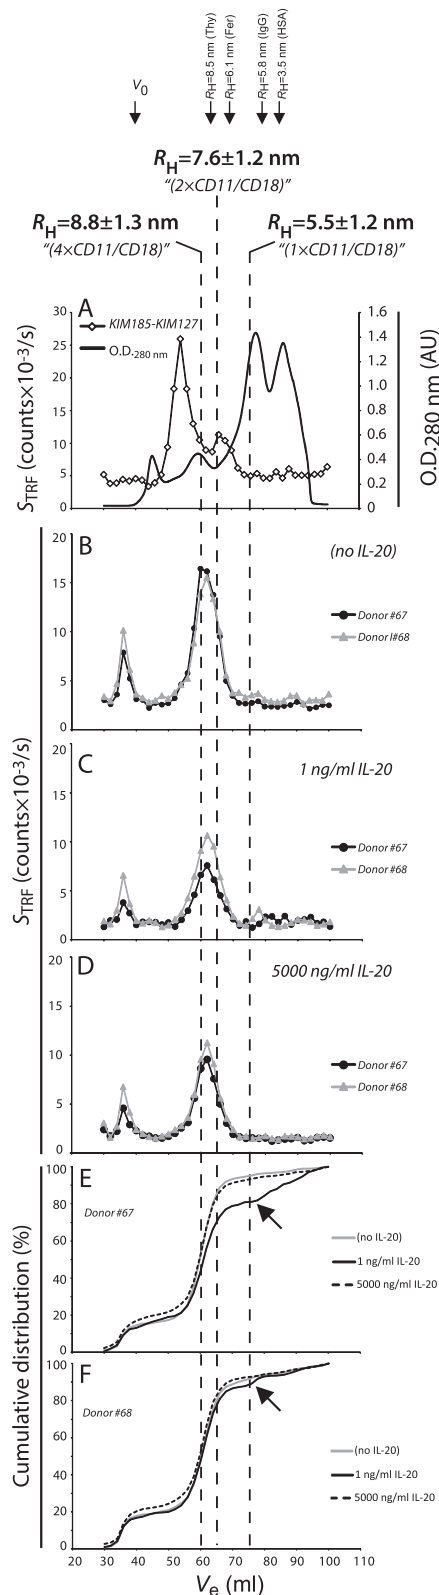 V0
RH=8.5 nm (Thy)
RH=6.1 nm (Fer)
RH=5.8 nm (IgG)
RH=3.5 nm (HSA)
RH=7.6±1.2 nm
“(2×CD11/CD18)”
RH=8.8±1.3 nm
“(4×CD11/CD18)”
RH=5.5±1.2 nm
“(1×CD11/CD18)”
A
KIM185-KIM127
O.D.280 nm
STRF (counts×10-3/s)
30
25
20
15
10
5
0
1.6
1.4
1.2
1.0
0.8
0.6
0.4
0.2
0
O.D.280 nm (AU)
B
(no IL-20)
Donor #67
Donor I#68
20
15
10
5
0
STRF (counts×10-3/s)
C
1 ng/ml IL-20
Donor #67
Donor #68
20
15
10
5
0
D
5000 ng/ml IL-20
Donor #67
Donor #68
20
15
10
5
0
E
Donor #67
(no IL-20)
1 ng/ml IL-20
5000 ng/ml IL-20
100
80
60
40
20
0
Cumulative distribution (%)
F
Donor #68
(no IL-20)
1 ng/ml IL-20
5000 ng/ml IL-20
100
80
60
40
20
0
20 30 40 50 60 70 80 90 100 110
Ve (ml)